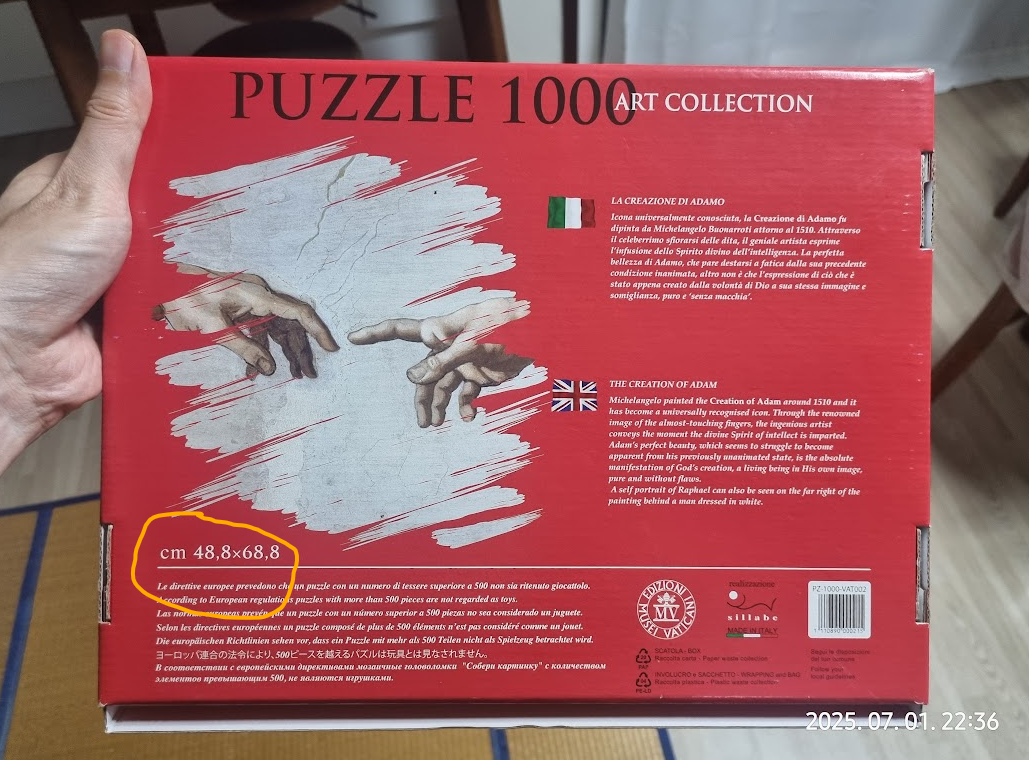 PUZZLE 1000
ART COLLECTION
LA CREAZIONE DI ADAMO
Icona universalmente conosciuta, la Creazione di Adamo fu
dipinta da Michelangelo Buonarroti attorno al 1510. Attraverso
il celeberrimo sfiorarsi delle dita, il geniale artista esprime
l'infusione dello Spirito divino dell'intelligenza. La perfetta
bellezza di Adamo, che pare destarsi a fatica dalla sua precedente
condizione inanimata, altro non è che l'espressione di ciò che è
stato appena creato dalla volontà di Dio a sua stessa immagine e
somiglianza, puro e 'senza macchia'.
THE CREATION OF ADAM
Michelangelo painted the Creation of Adam around 1510 and it
has become a universally recognised icon. Through the renowned
image of the almost-touching fingers, the ingenious artist
conveys the moment the divine Spirit of intellect is imparted.
Adam's perfect beauty, which seems to struggle to become
apparent from his previously unanimated state, is the absolute
manifestation of God's creation, a living being in His own image,
pure and without flaws.
A self portrait of Raphael can also be seen on the far right of the
painting behind a man dressed in white.
cm 48,8×68,8
Le direttive europee prevedono che un puzzle con un numero di tessere superiore a 500 non sia ritenuto giocattolo.
According to European regulations puzzles with more than 500 pieces are not regarded as toys.
Las normas europeas prevén que un puzzle con un número superior a 500 piezas no sea considerado un juguete.
Selon les directives européennes un puzzle composé de plus de 500 éléments n'est pas considéré comme un jouet.
Die europäischen Richtlinien sehen vor, dass ein Puzzle mit mehr als 500 Teilen nicht als Spielzeug betrachtet wird.
ヨーロッパ連合の法令により、500ピースを越えるパズルは玩具とは見なされません。
В соответствии с европейскими директивами мозаичные головоломки "Собери картинку" с количеством
элементов превышающим 500, не являются игрушками.
EDIZIONI
MUSEI VATICANI
realizzazione
sillabe
MADE IN ITALY
PZ-1000-VAT002
PAP
SCATOLA - BOX
Raccolta carta - Paper waste collection
PE-LD
INVOLUCRO e SACCHETTO - WRAPPING and BAG
Raccolta plastica - Plastic waste collection
Follow your
local guidelines
2025. 07. 01. 22:36